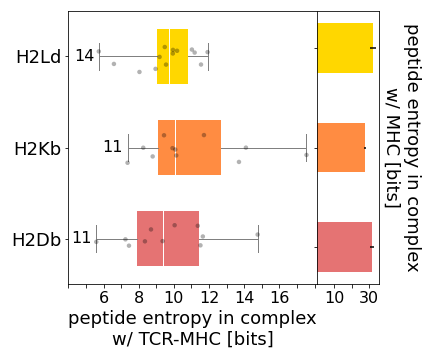 H2Ld
14
H2Kb
11
H2Db
11
6 8 10 12 14 16
10 30
peptide entropy in complex
w/ TCR-MHC [bits]
peptide entropy in complex
w/ MHC [bits]